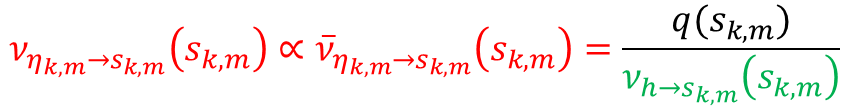 ν_{η_{k,m}→s_{k,m}}(s_{k,m}) ∝ ν̄_{η_{k,m}→s_{k,m}}(s_{k,m}) = q(s_{k,m}) / ν_{h→s_{k,m}}(s_{k,m})